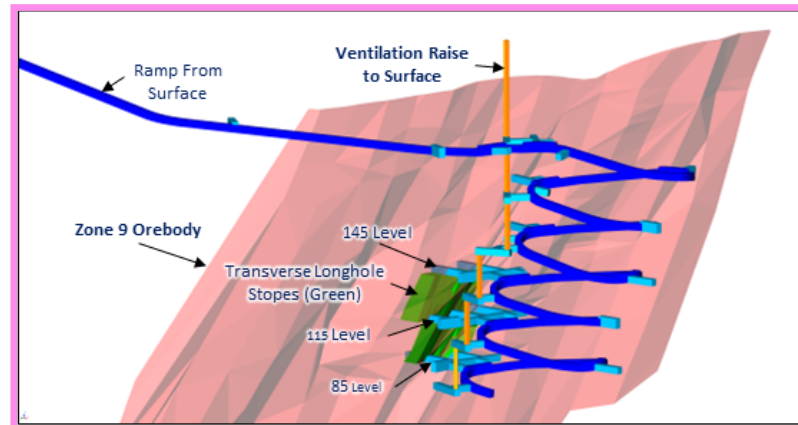 Ramp From
Surface
Ventilation Raise
to Surface
Zone 9 Orebody
145 Level
Transverse Longhole
Stopes (Green)
115 Level
85 Level